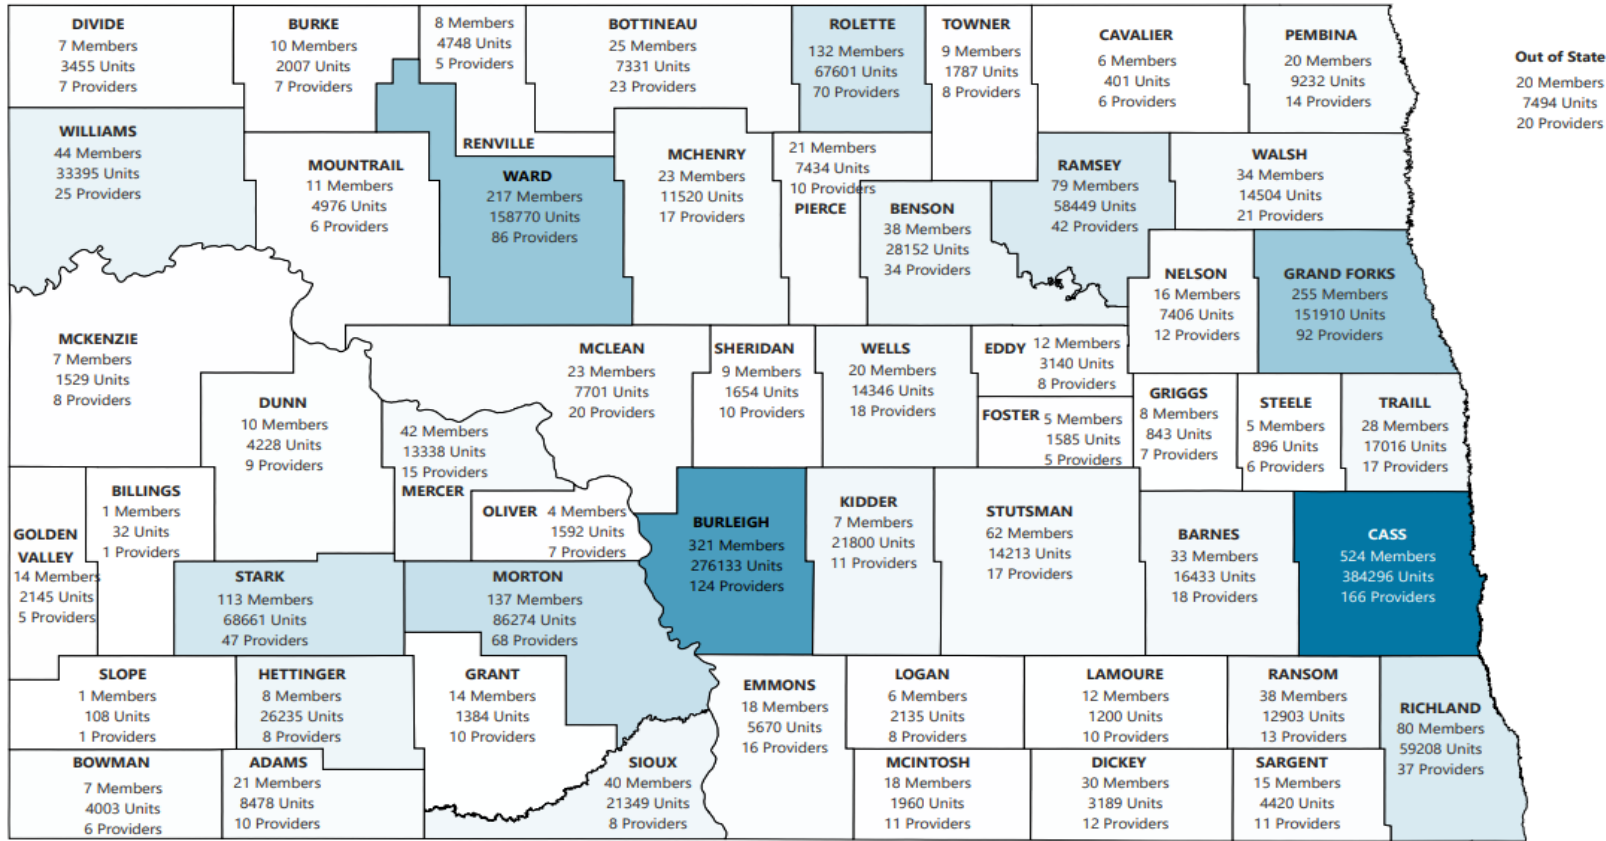 DIVIDE
7 Members
3455 Units
7 Providers
BURKE
10 Members
2007 Units
7 Providers
8 Members
4748 Units
5 Providers
RENVILLE
BOTTINEAU
25 Members
7331 Units
23 Providers
ROLETTE
132 Members
67601 Units
70 Providers
TOWNER
9 Members
1787 Units
8 Providers
CAVALIER
6 Members
401 Units
6 Providers
PEMBINA
20 Members
9232 Units
14 Providers
Out of State
20 Members
7494 Units
20 Providers
WILLIAMS
44 Members
33395 Units
25 Providers
MOUNTRAIL
11 Members
4976 Units
6 Providers
WARD
217 Members
158770 Units
86 Providers
MCHENRY
23 Members
11520 Units
17 Providers
21 Members
7434 Units
10 Providers
PIERCE
BENSON
38 Members
28152 Units
34 Providers
RAMSEY
79 Members
58449 Units
42 Providers
WALSH
34 Members
14504 Units
21 Providers
NELSON
16 Members
7406 Units
12 Providers
GRAND FORKS
255 Members
151910 Units
92 Providers
MCKENZIE
7 Members
1529 Units
8 Providers
DUNN
10 Members
4228 Units
9 Providers
42 Members
13338 Units
15 Providers
MERCER
MCLEAN
23 Members
7701 Units
20 Providers
SHERIDAN
9 Members
1654 Units
10 Providers
WELLS
20 Members
14346 Units
18 Providers
EDDY
12 Members
3140 Units
8 Providers
FOSTER
5 Members
1585 Units
5 Providers
GRIGGS
8 Members
843 Units
7 Providers
STEELE
5 Members
896 Units
6 Providers
TRAILL
28 Members
17016 Units
17 Providers
GOLDEN
VALLEY
14 Members
2145 Units
5 Providers
BILLINGS
1 Members
32 Units
1 Providers
OLIVER
4 Members
1592 Units
7 Providers
BURLEIGH
321 Members
276133 Units
124 Providers
KIDDER
7 Members
21800 Units
11 Providers
STUTSMAN
62 Members
14213 Units
17 Providers
BARNES
33 Members
16433 Units
18 Providers
CASS
524 Members
384296 Units
166 Providers
STARK
113 Members
68661 Units
47 Providers
MORTON
137 Members
86274 Units
68 Providers
SLOPE
1 Members
108 Units
1 Providers
HETTINGER
8 Members
26235 Units
8 Providers
GRANT
14 Members
1384 Units
10 Providers
EMMONS
18 Members
5670 Units
16 Providers
LOGAN
6 Members
2135 Units
8 Providers
LAMOURE
12 Members
1200 Units
10 Providers
RANSOM
38 Members
12903 Units
13 Providers
RICHLAND
80 Members
59208 Units
37 Providers
BOWMAN
7 Members
4003 Units
6 Providers
ADAMS
21 Members
8478 Units
10 Providers
SIOUX
40 Members
21349 Units
8 Providers
MCINTOSH
18 Members
1960 Units
11 Providers
DICKEY
30 Members
3189 Units
12 Providers
SARGENT
15 Members
4420 Units
11 Providers